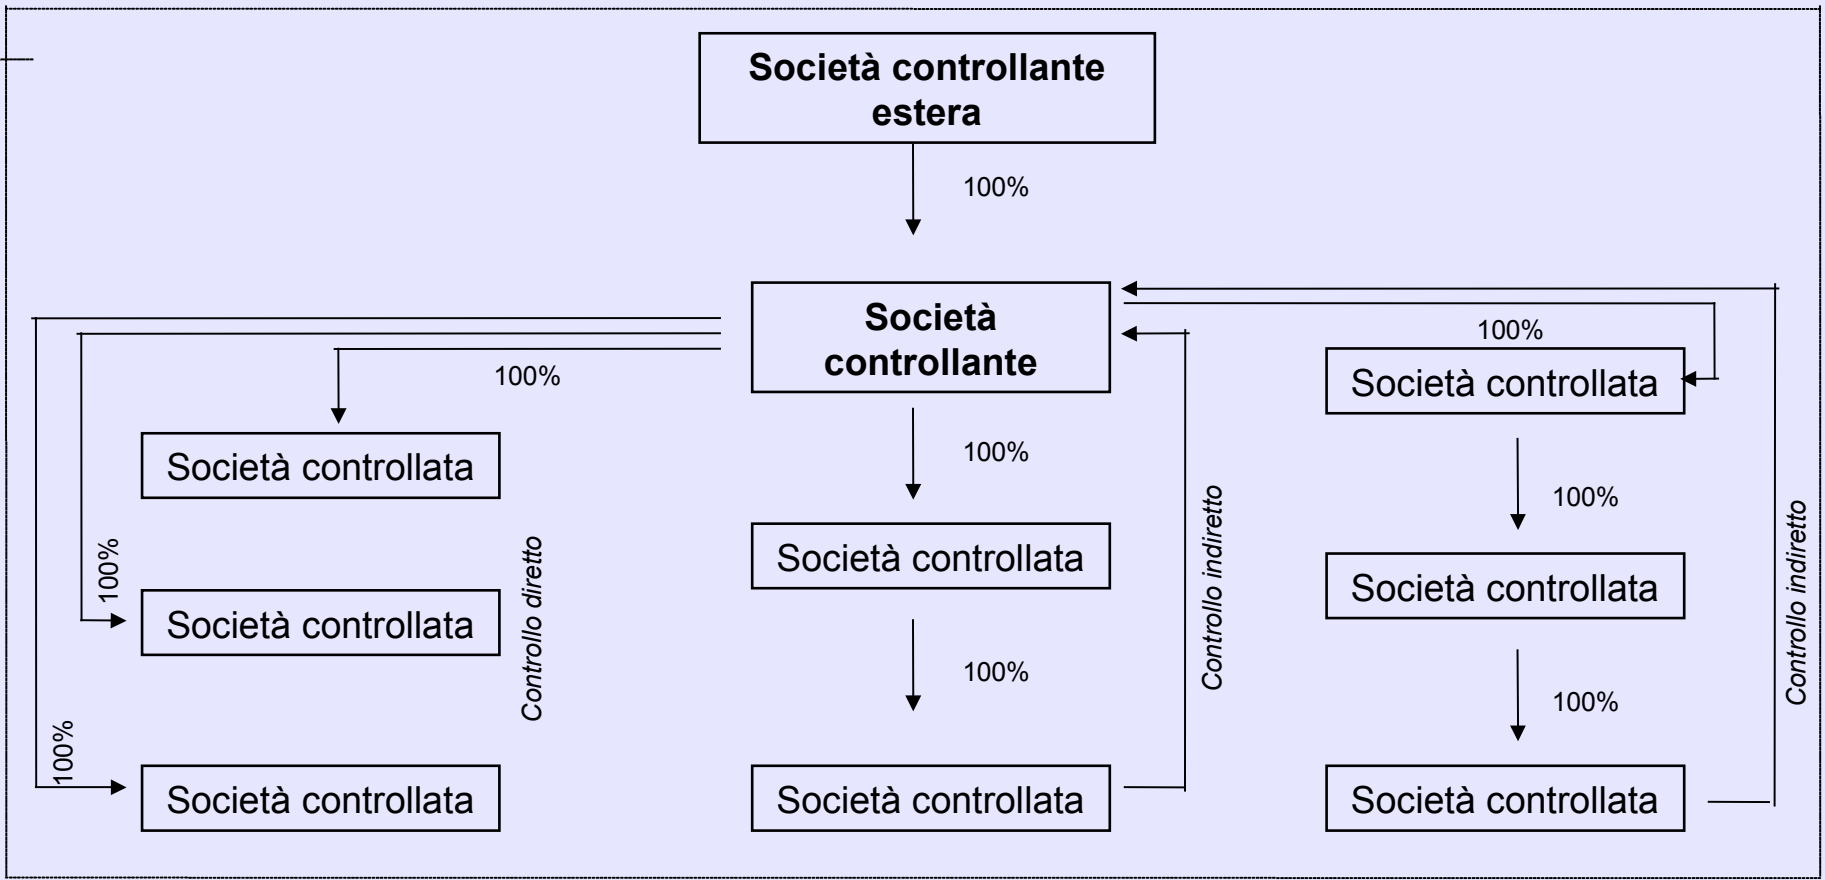 Società controllante
estera
100%
Società
controllante
100%
100%
Società controllata
100%
Società controllata
100%
Società controllata
100%
Controllo diretto
100%
Società controllata
100%
Società controllata
Controllo indiretto
Società controllata
100%
Società controllata
100%
Società controllata
Controllo indiretto